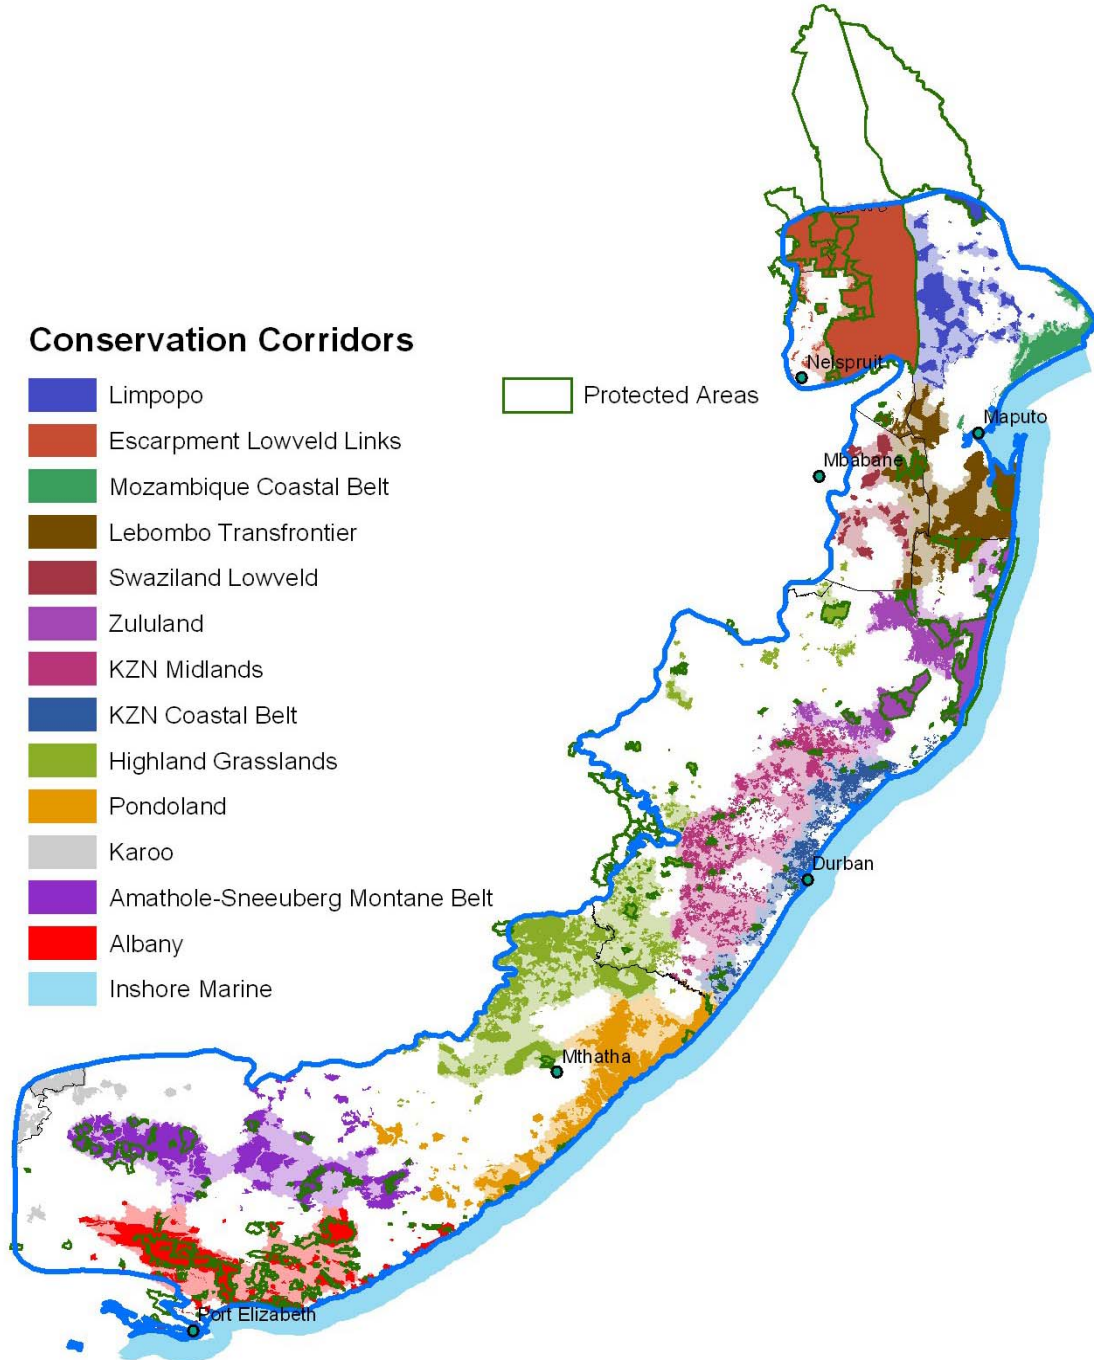 Conservation Corridors
Limpopo
Escarpment Lowveld Links
Mozambique Coastal Belt
Lebombo Transfrontier
Swaziland Lowveld
Zululand
KZN Midlands
KZN Coastal Belt
Highland Grasslands
Pondoland
Karoo
Amathole-Sneeuberg Montane Belt
Albany
Inshore Marine
Protected Areas
Nelspruit
Maputo
Mbabane
Durban
Mthatha
Port Elizabeth